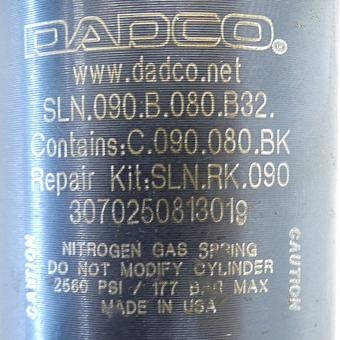 DADCO®
www.dadco.net
SLN.090.B.080.B32.
Contains:C.090.080.BK
Repair Kit:SLN.RK.090
3070250813019
NITROGEN GAS SPRING
DO NOT MODIFY CYLINDER
2560 PSI / 177 BAR MAX
MADE IN USA
CAUTION
CAUTION